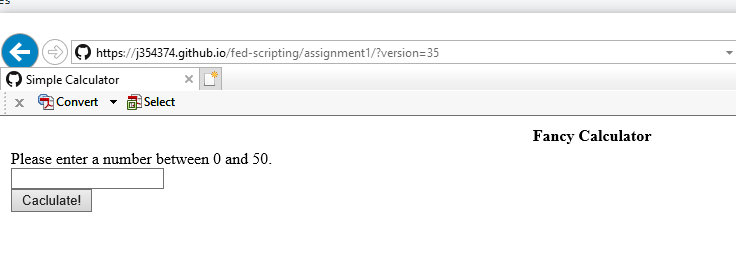 https://j354374.github.io/fed-scripting/assignment1/?version=35
Simple Calculator
x Convert Select
Fancy Calculator
Please enter a number between 0 and 50.
Caclulate!